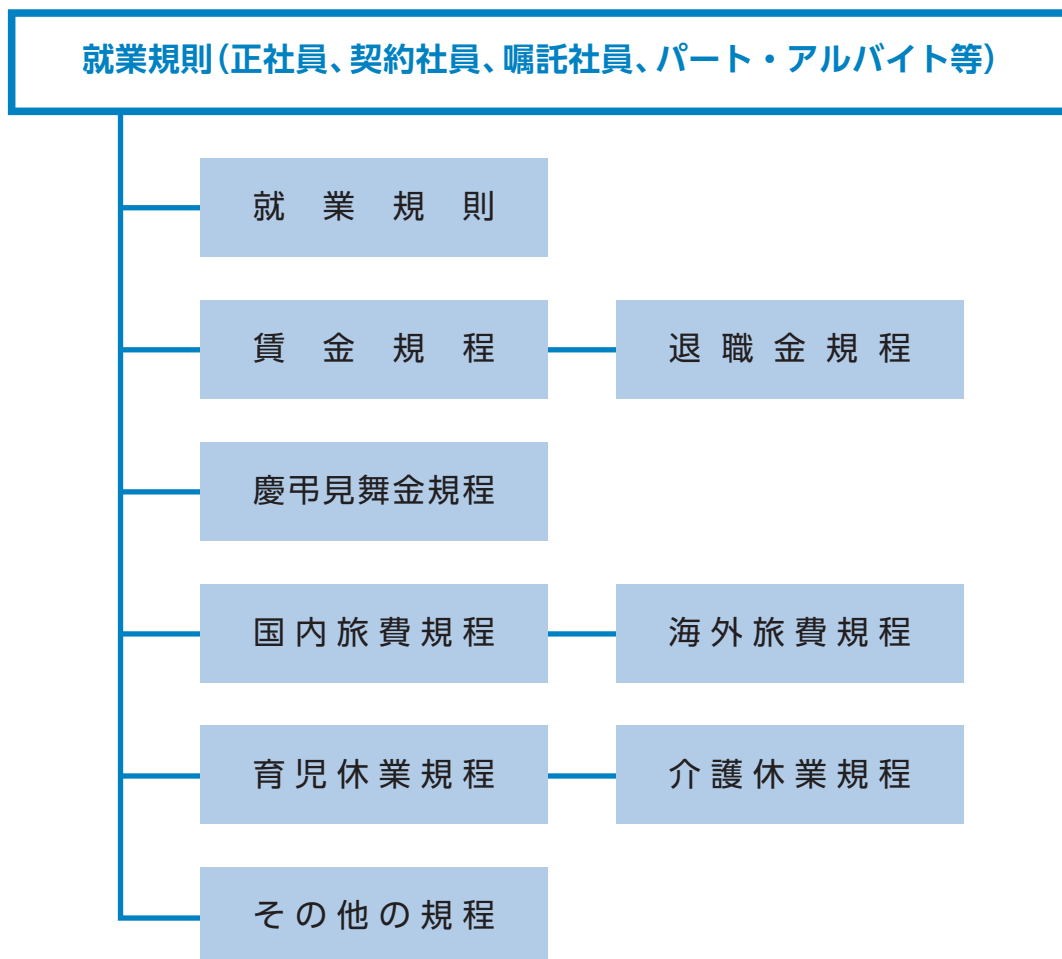 就業規則（正社員、契約社員、嘱託社員、パート・アルバイト等）
就業規則
賃金規程
退職金規程
慶弔見舞金規程
国内旅費規程
海外旅費規程
育児休業規程
介護休業規程
その他の規程